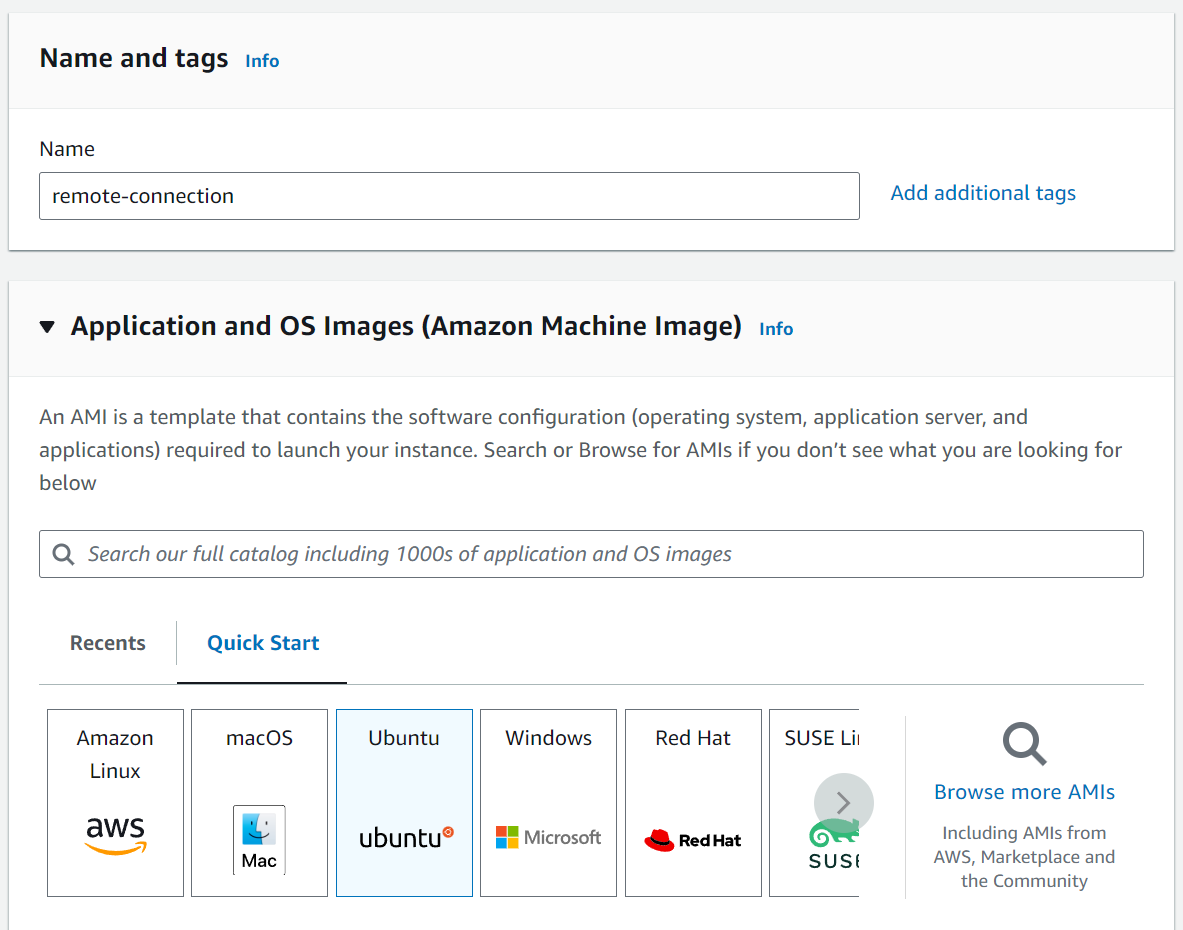 Name and tags Info
Name
remote-connection
Add additional tags
Application and OS Images (Amazon Machine Image) Info
An AMI is a template that contains the software configuration (operating system, application server, and
applications) required to launch your instance. Search or Browse for AMIs if you don’t see what you are looking for
below
Search our full catalog including 1000s of application and OS images
Recents
Quick Start
Amazon
Linux
aws
macOS
Mac
Ubuntu
ubuntu
Windows
Microsoft
Red Hat
Red Hat
SUSE Li
SUSE
Browse more AMIs
Including AMIs from
AWS, Marketplace and
the Community